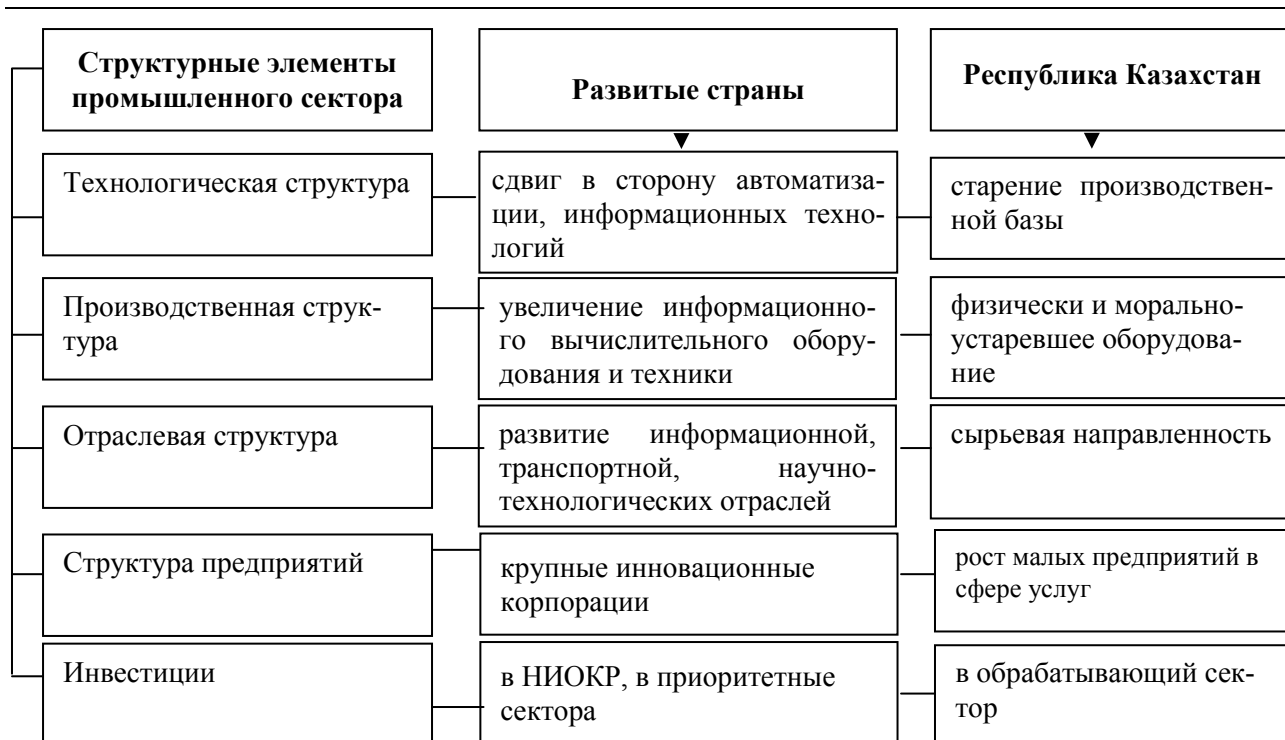 Структурные элементы
промышленного сектора
Развитые страны
Республика Казахстан
Технологическая структура
сдвиг в сторону автоматиза-
ции, информационных техно-
логий
старение производствен-
ной базы
Производственная струк-
тура
увеличение информационно-
го вычислительного обору-
дования и техники
физически и морально-
устаревшее оборудова-
ние
Отраслевая структура
развитие информационной,
транспортной, научно-
технологических отраслей
сырьевая направленность
Структура предприятий
крупные инновационные
корпорации
рост малых предприятий в
сфере услуг
Инвестиции
в НИОКР, в приоритетные
сектора
в обрабатывающий сек-
тор